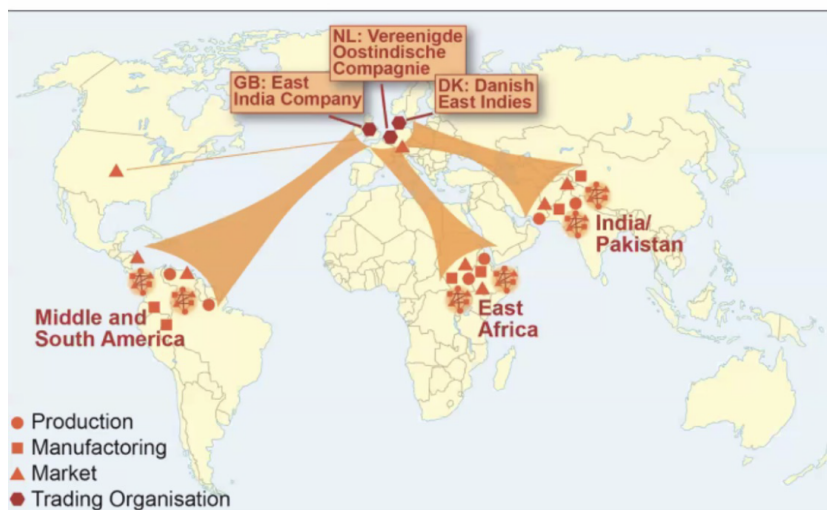 NL: Vereenigde
Oostindische
Compagnie
GB: East
India Company
DK: Danish
East Indies
India/
Pakistan
East
Africa
Middle and
South America
Production
Manufactoring
Market
Trading Organisation